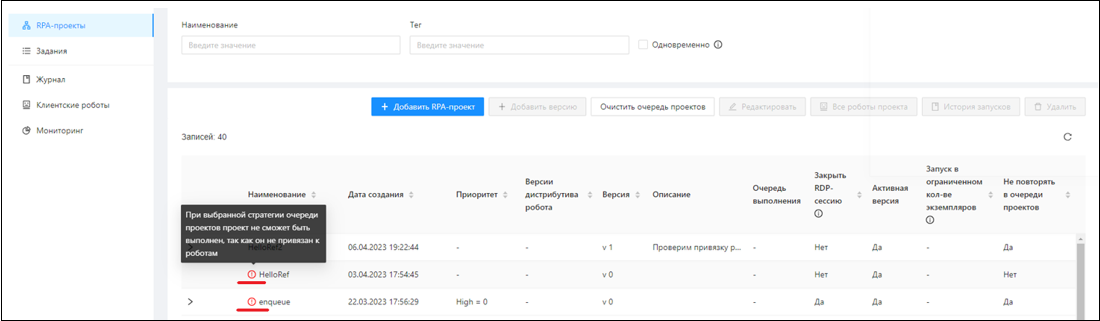 RPA-проекты
Задания
Журнал
Клиентские роботы
Мониторинг
Наименование
Тег
Введите значение
Введите значение
Одновременно
+ Добавить RPA-проект
+ Добавить версию
Очистить очередь проектов
Редактировать
Все роботы проекта
История запусков
Удалить
Записей: 40
Наименование
Дата создания
Приоритет
Версии дистрибутива робота
Версия
Описание
Очередь выполнения
Закрыть RDP-сессию
Активная версия
Запуск в ограниченном кол-ве экземпляров
Не повторять в очереди проектов
При выбранной стратегии очереди
проектов проект не сможет быть
выполнен, так как он не привязан к
роботам
06.04.2023 19:22:44 - - v 1 Проверим привязку р... - Нет Да - Да
HelloRef 03.04.2023 17:54:45 - - v 0 - Нет Да - Нет
enqueue 22.03.2023 17:56:29 High = 0 - v 0 - Да Да - Да